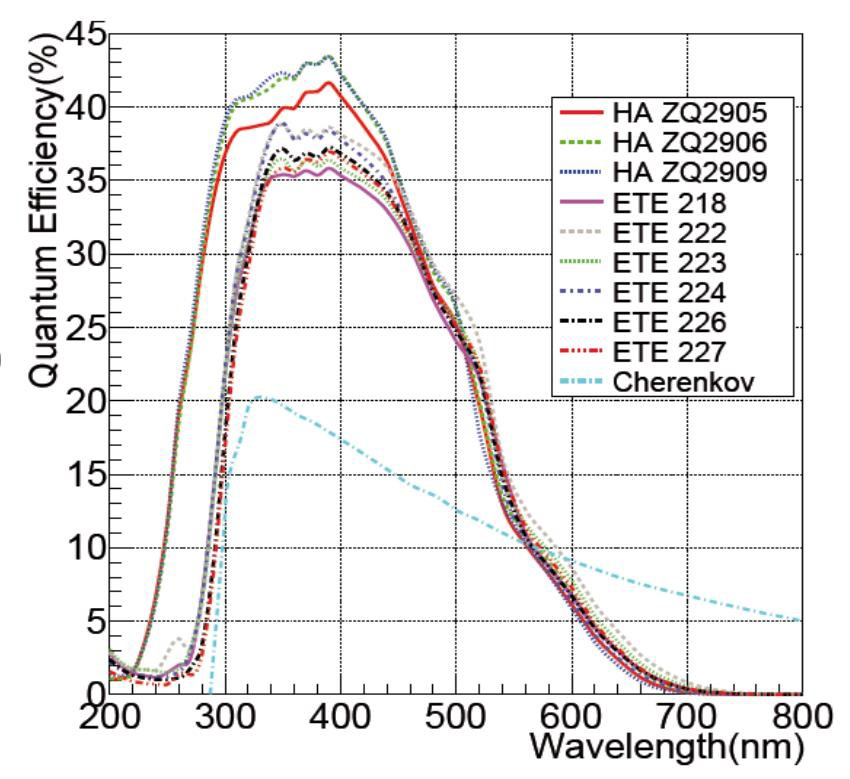 Quantum Efficiency(%)
45
40
35
30
25
20
15
10
5
0
HA ZQ2905
HA ZQ2906
HA ZQ2909
ETE 218
ETE 222
ETE 223
ETE 224
ETE 226
ETE 227
Cherenkov
200 300 400 500 600 700 800
Wavelength(nm)